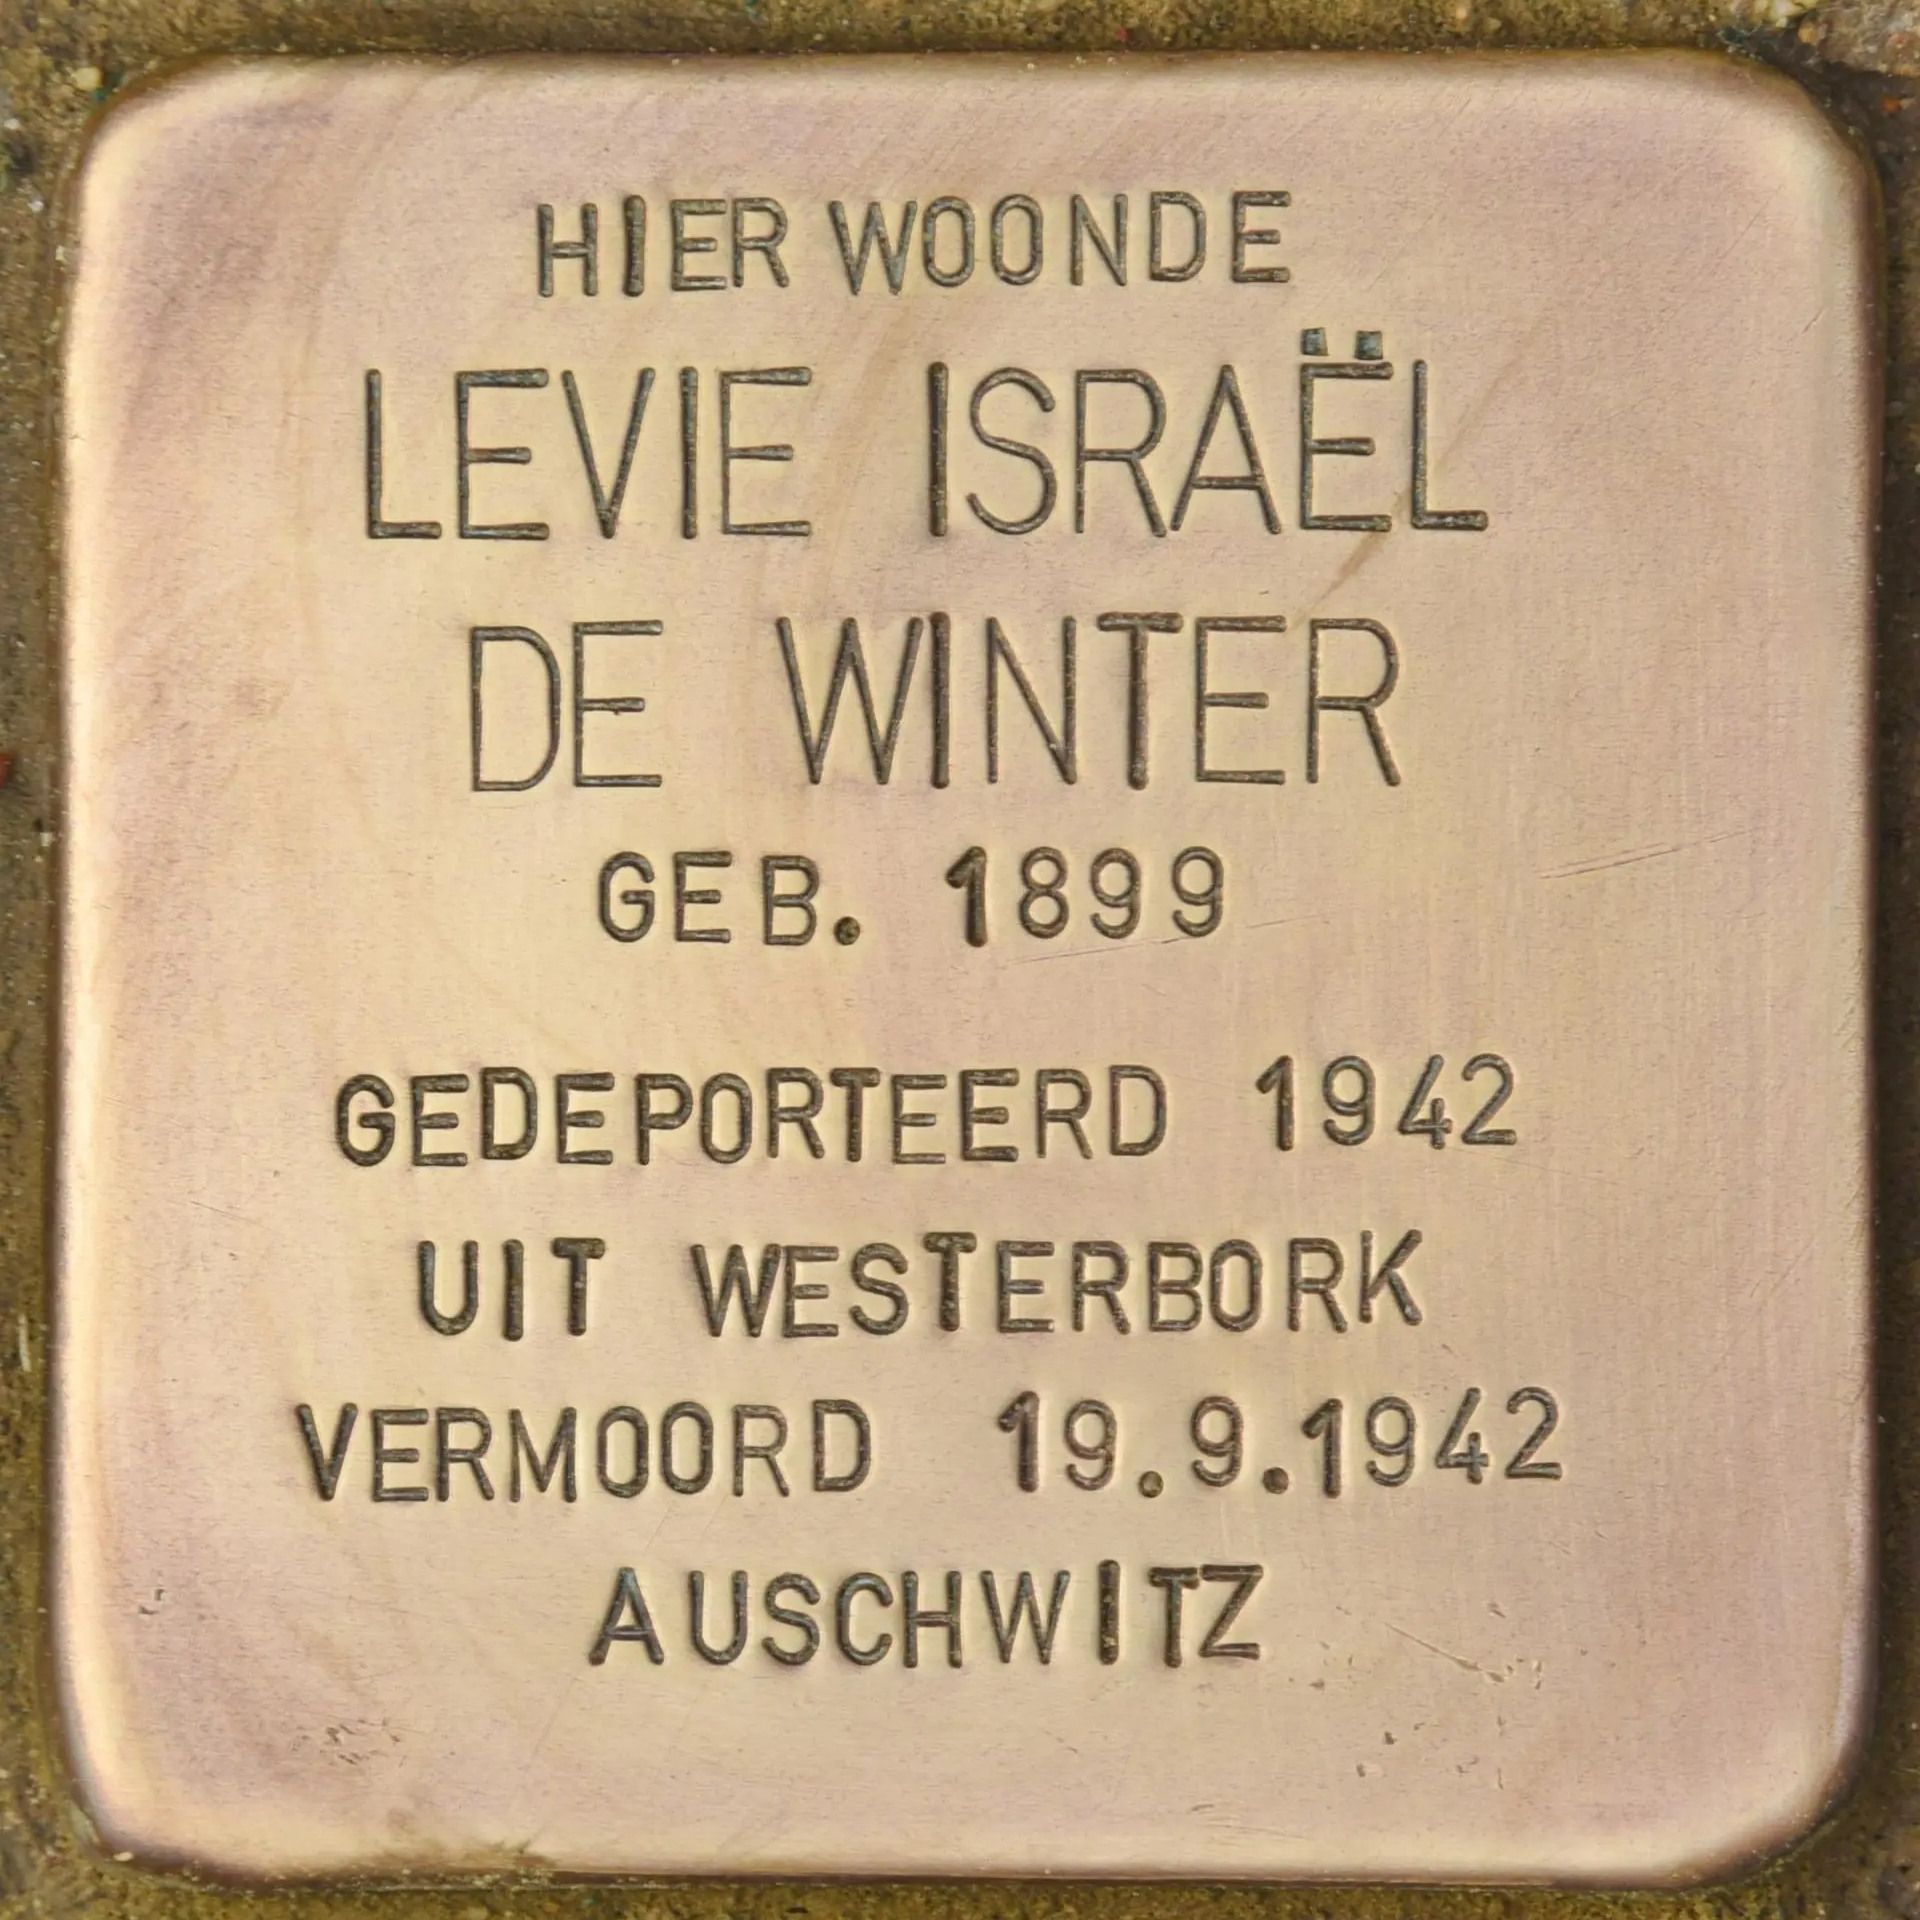 HIER WOONDE
LEVIE ISRAËL
DE WINTER
GEB. 1899
GEDEPORTEERD 1942
UIT WESTERBORK
VERMOORD 19.9.1942
AUSCHWITZ